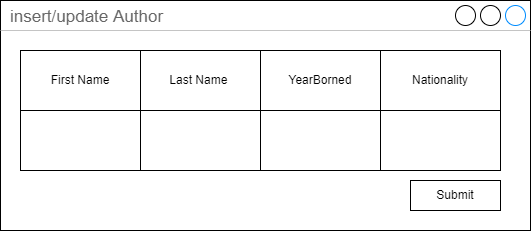 insert/update Author
First Name Last Name YearBorned Nationality
Submit